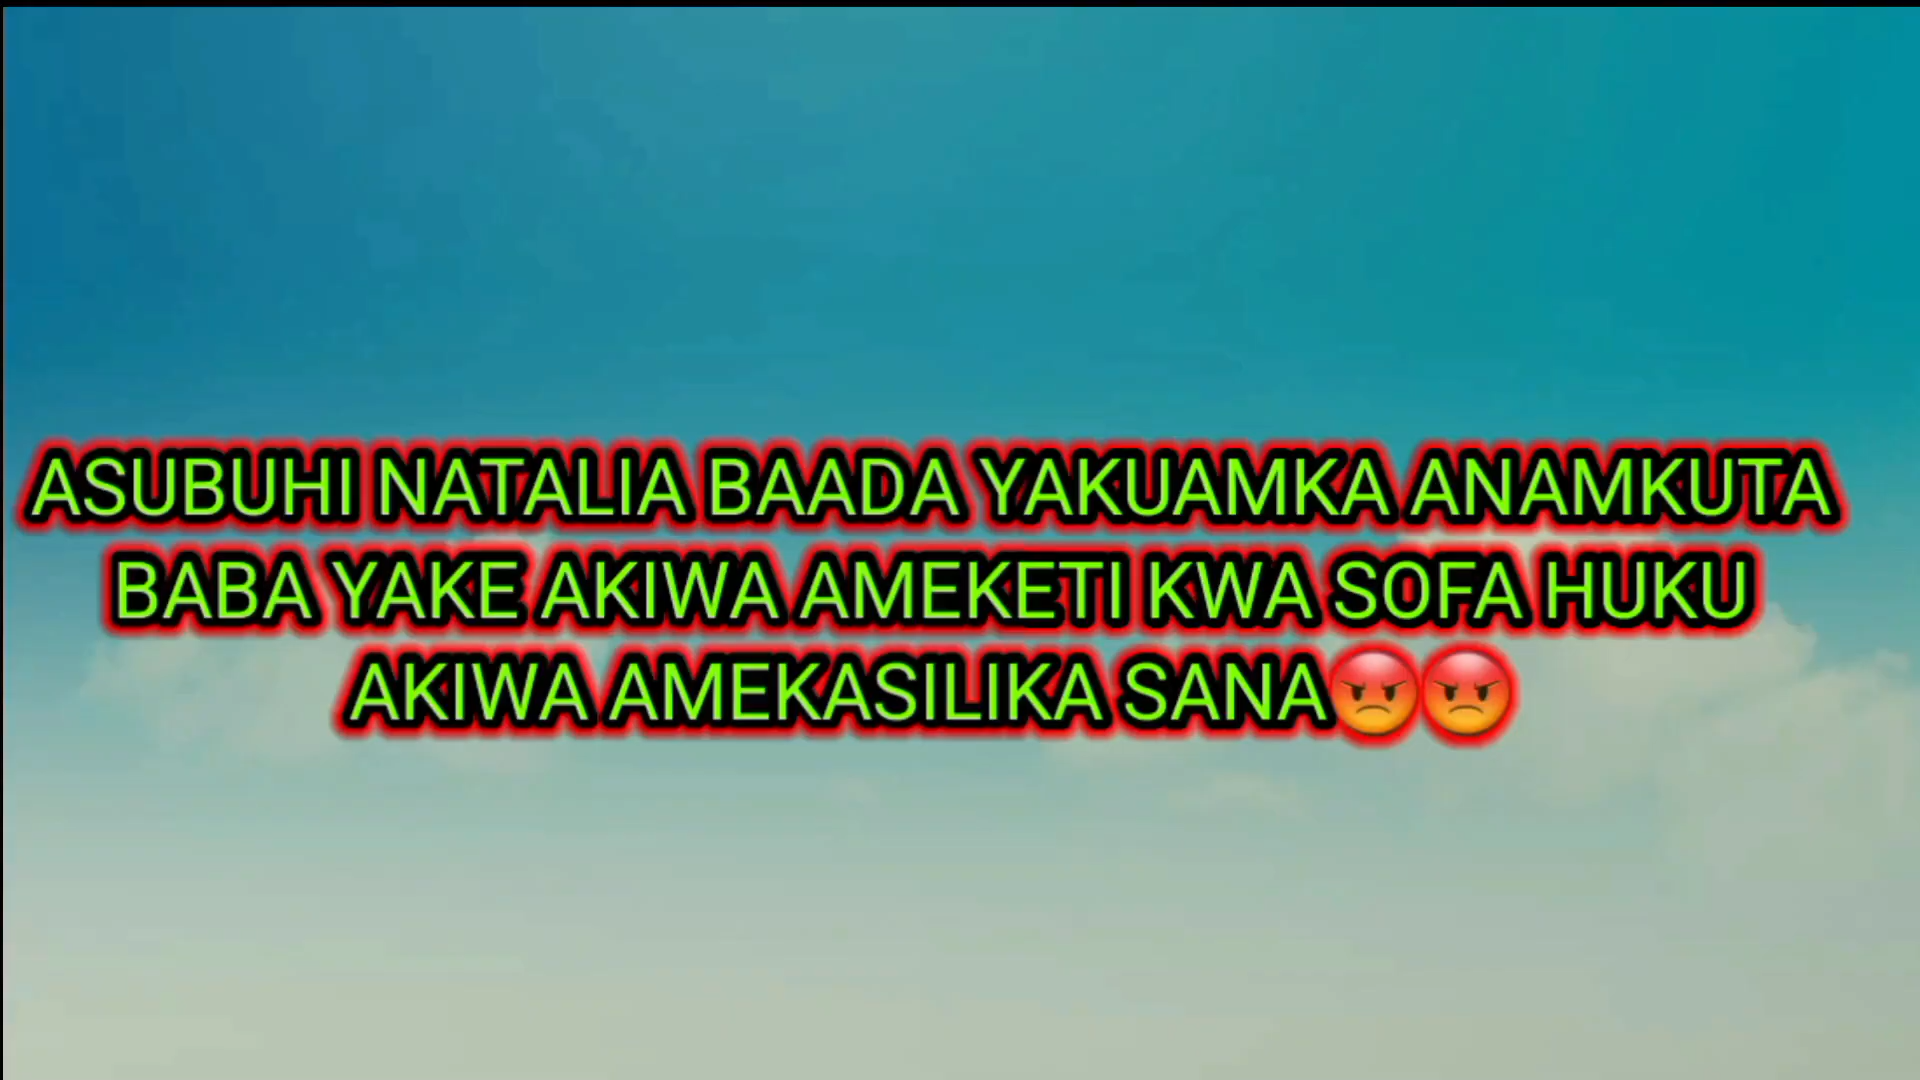 ASUBUHI NATALIA BAADA YAKUAMKA ANAMKUTA
BABA YAKE AKIWA AMEKETI KWA SOFA HUKU
AKIWA AMEKASILIKA SANA😡😡